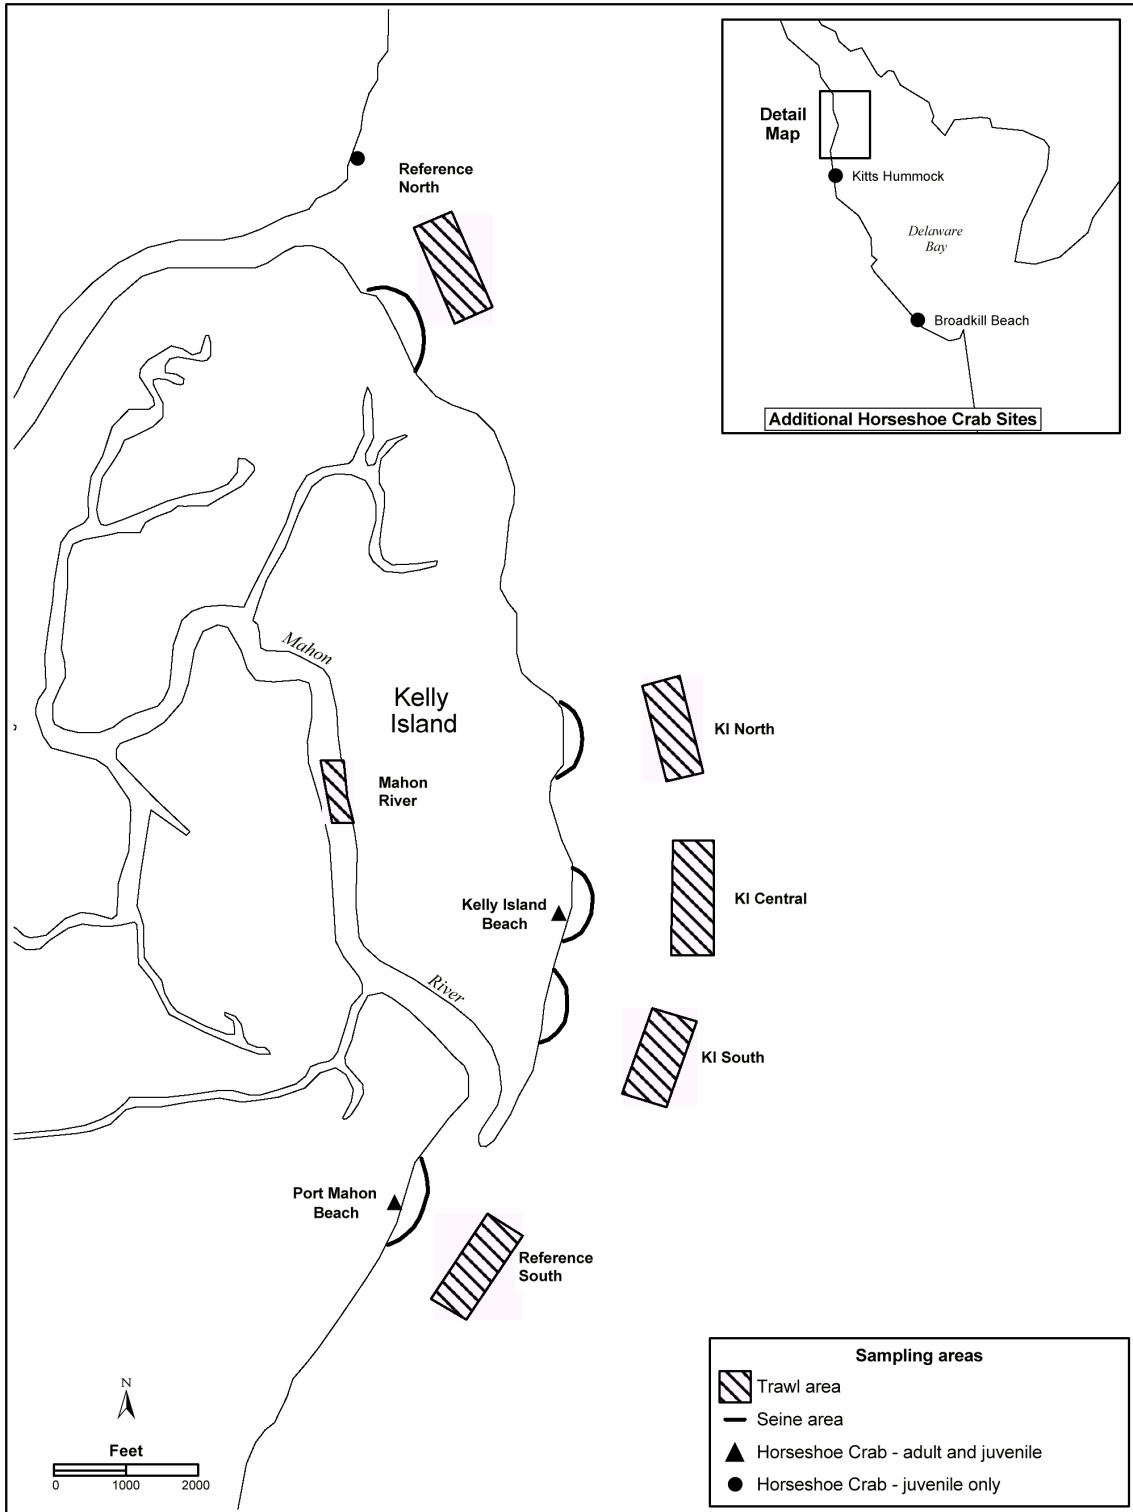 Reference
North
Detail
Map
Kitts Hummock
Delaware
Bay
Broadkill Beach
Additional Horseshoe Crab Sites
Mahon
Kelly
Island
KI North
Mahon
River
Kelly Island
Beach
KI Central
River
KI South
Port Mahon
Beach
Reference
South
N
Feet
0 1000 2000
Sampling areas
Trawl area
Seine area
Horseshoe Crab - adult and juvenile
Horseshoe Crab - juvenile only